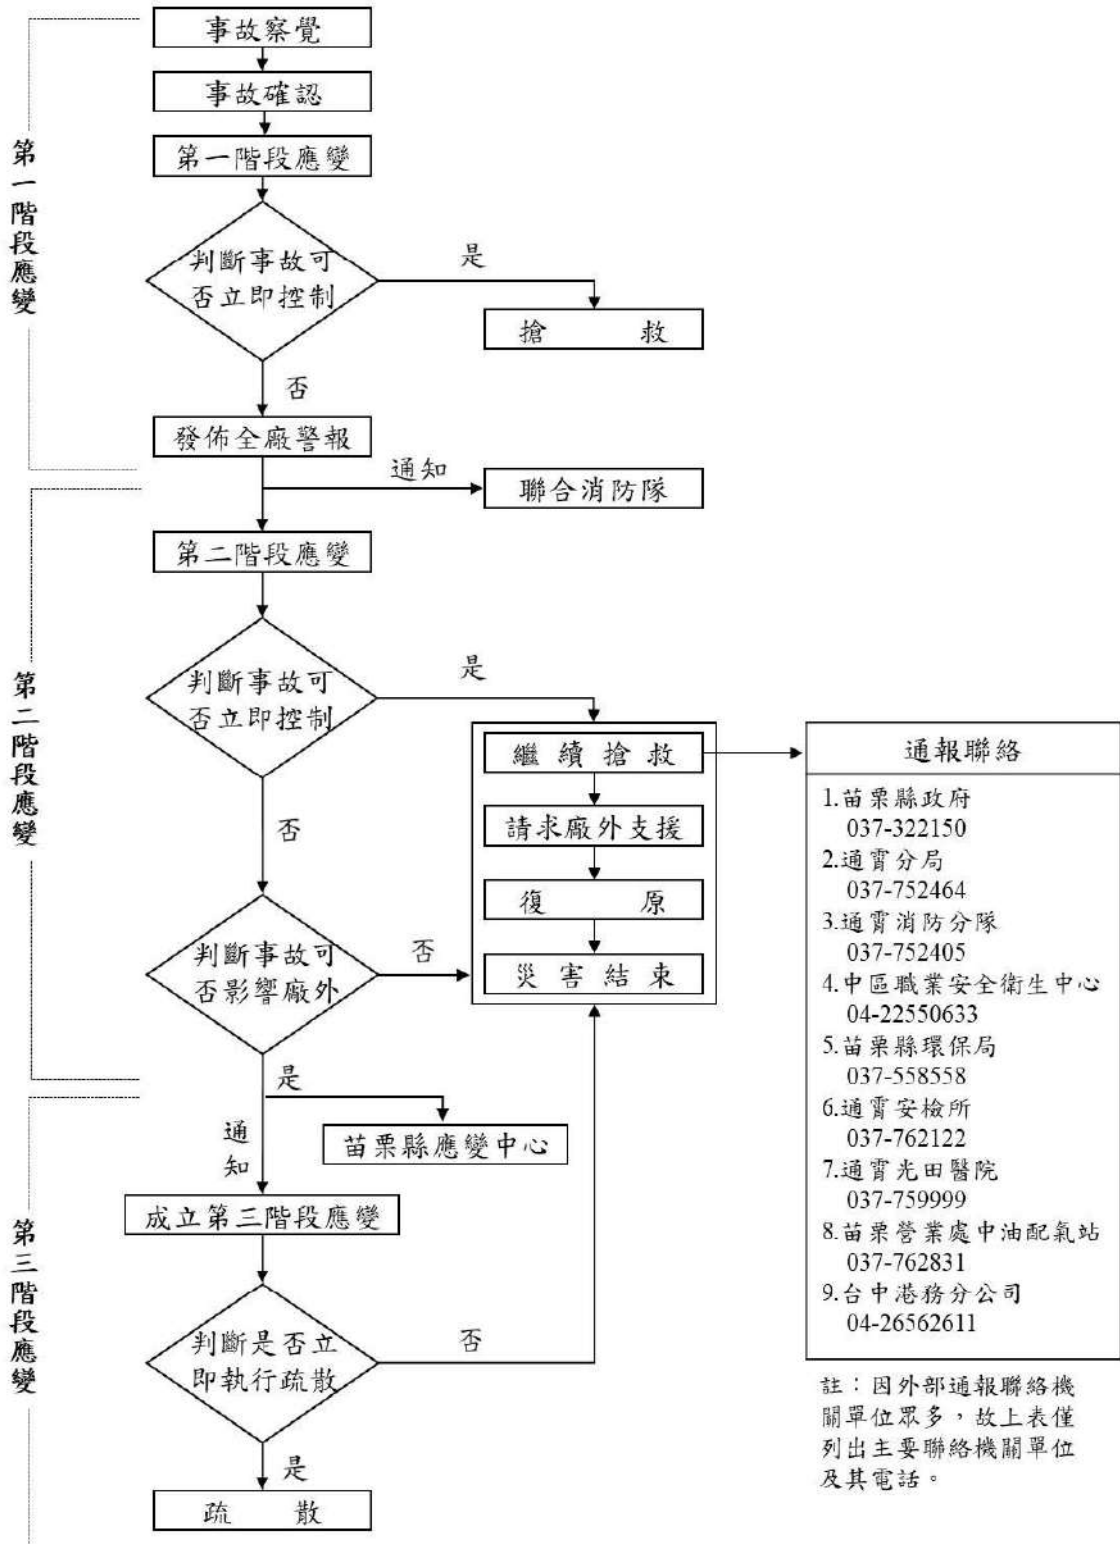 事故察覺
事故確認
第一階段應變
第一階段應變
判斷事故可
否立即控制
是
搶 救
否
發佈全廠警報
通知
聯合消防隊
第二階段應變
第二階段應變
判斷事故可
否立即控制
是
否
繼續搶救
請求廠外支援
復 原
災害結束
判斷事故可
否影響廠外
否
是
通知
苗栗縣應變中心
第三階段應變
成立第三階段應變
判斷是否立
即執行疏散
否
是
疏 散
通報聯絡
1.苗栗縣政府
037-322150
2.通霄分局
037-752464
3.通霄消防分隊
037-752405
4.中區職業安全衛生中心
04-22550633
5.苗栗縣環保局
037-558558
6.通霄安檢所
037-762122
7.通霄光田醫院
037-759999
8.苗栗營業處中油配氣站
037-762831
9.台中港務分公司
04-26562611
註：因外部通報聯絡機
關單位眾多，故上表僅
列出主要聯絡機關單位
及其電話。